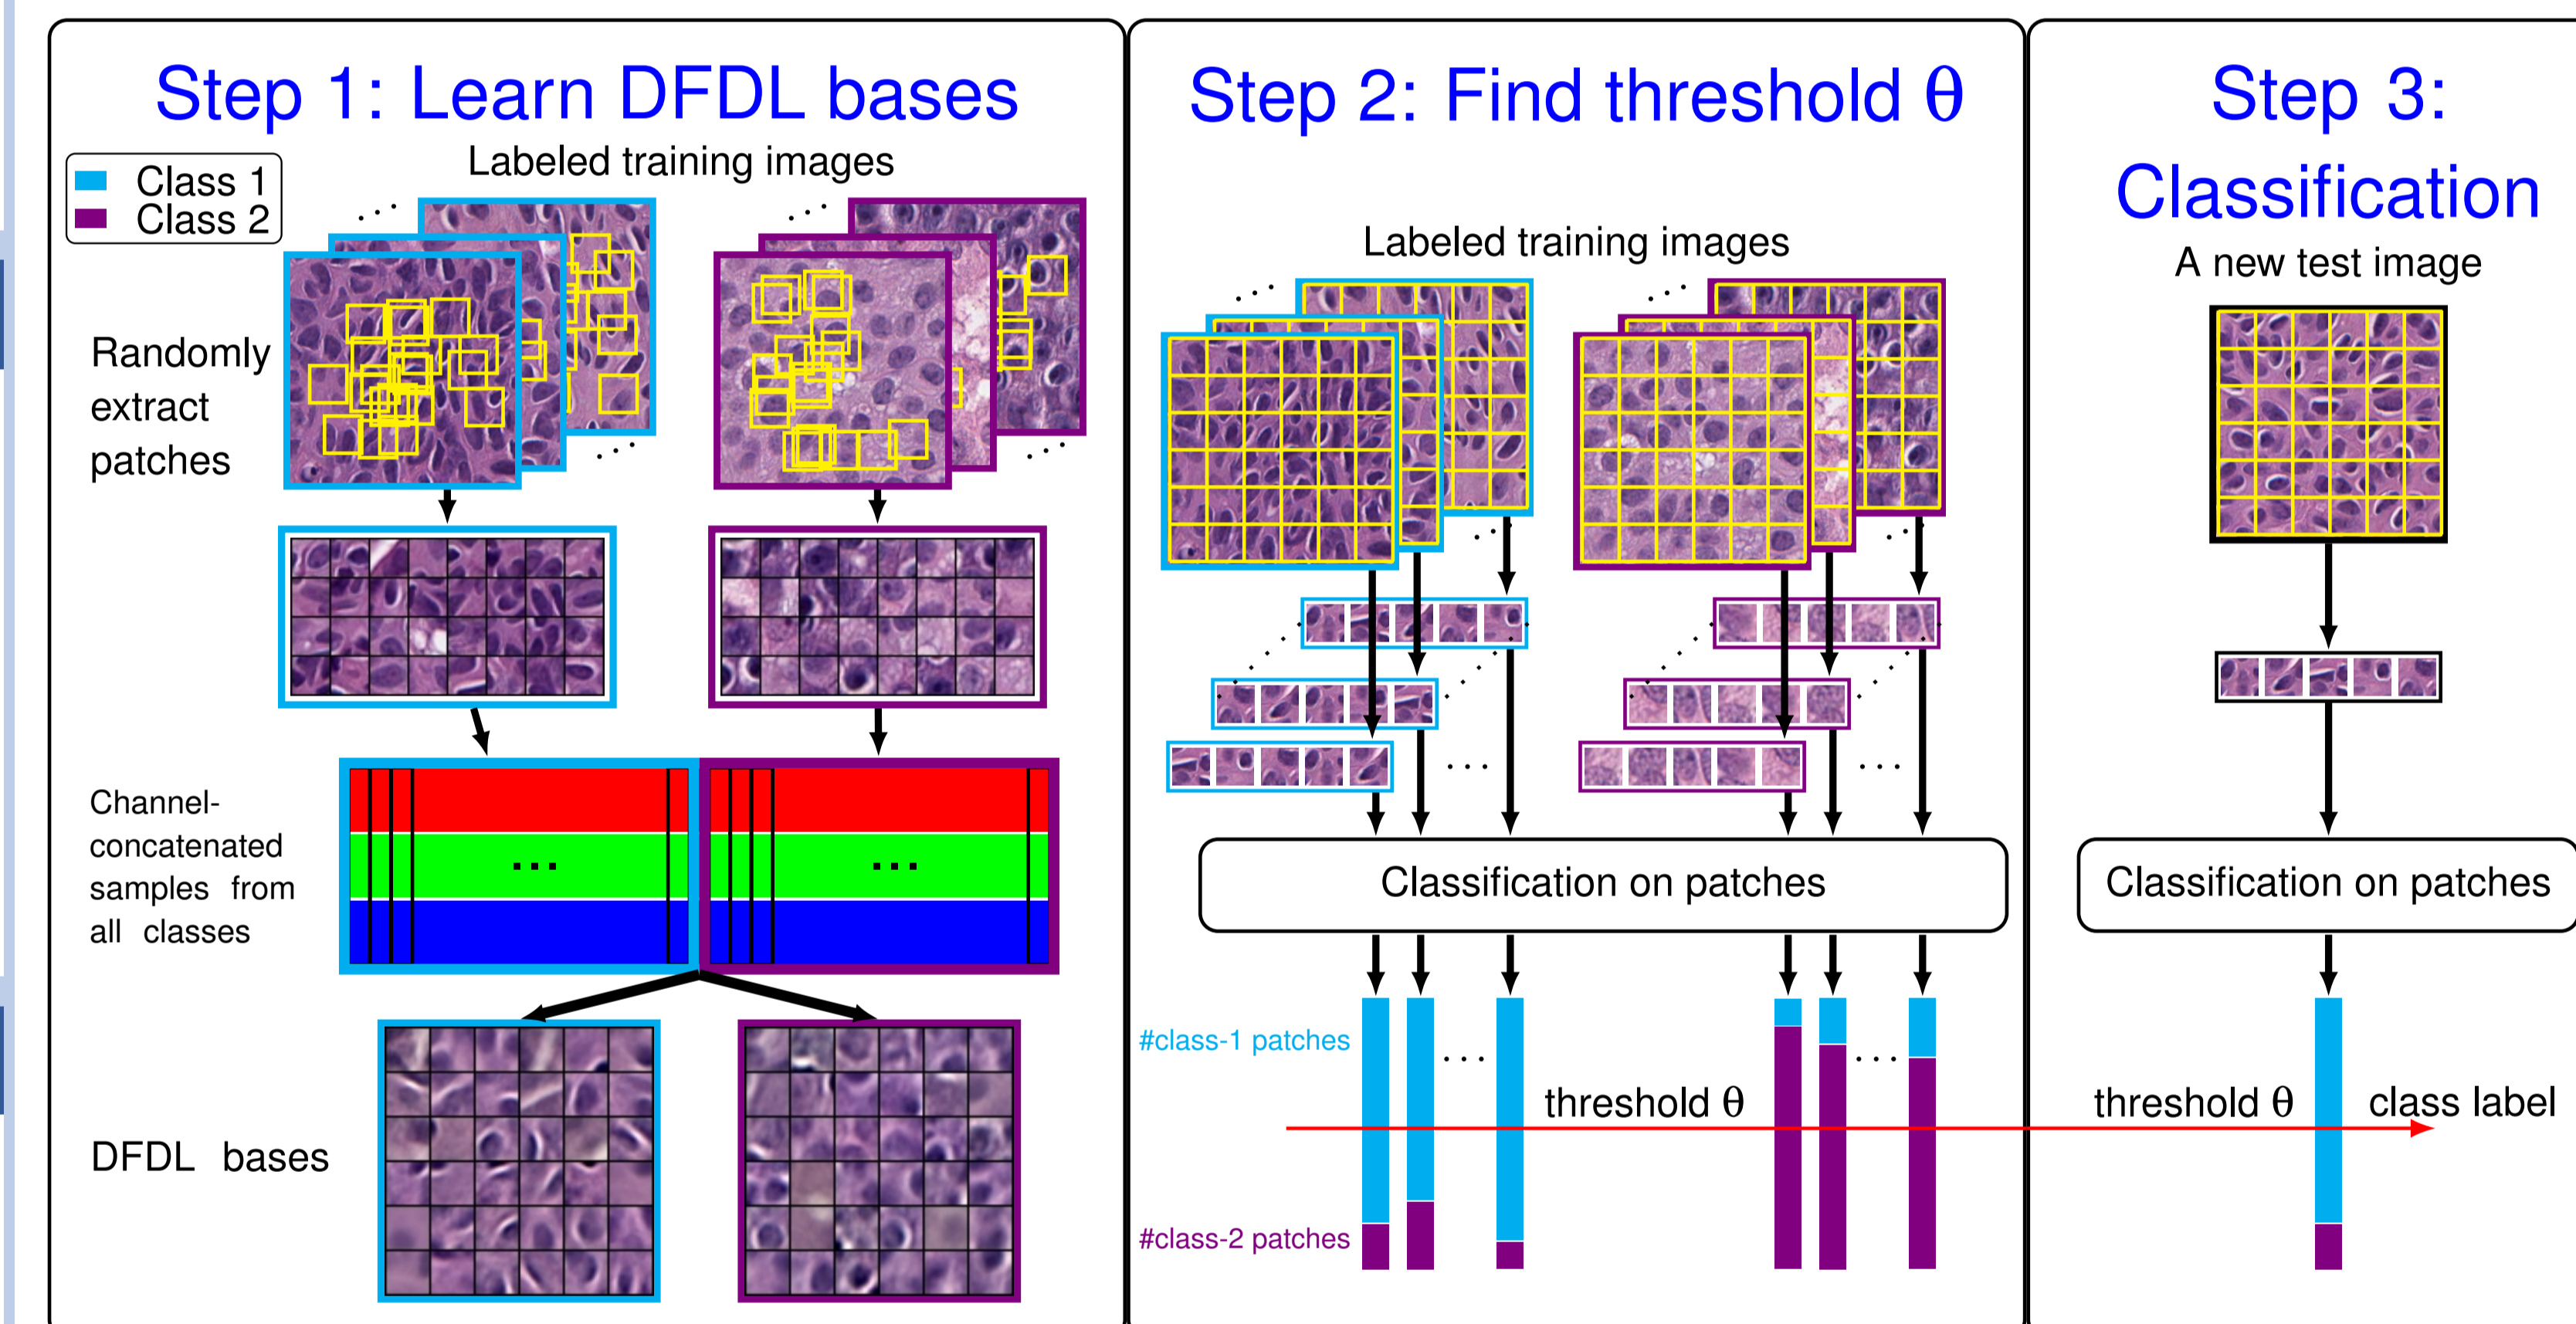 Step 1: Learn DFDL bases
Class 1
Class 2
Labeled training images
Randomly
extract
patches
Channel-
concatenated
samples from
all classes
DFDL bases
Step 2: Find threshold θ
Labeled training images
Classification on patches
#class-1 patches
threshold θ
#class-2 patches
Step 3:
Classification
A new test image
Classification on patches
threshold θ
class label